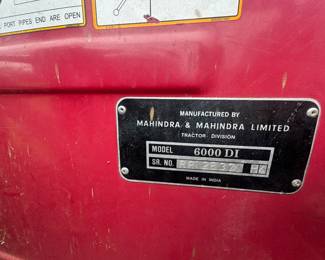 PORT PIPES END ARE OPEN
MANUFACTURED BY
MAHINDRA & MAHINDRA LIMITED
TRACTOR DIVISION
MODEL 6000 DI
SR. NO.
MADE IN INDIA